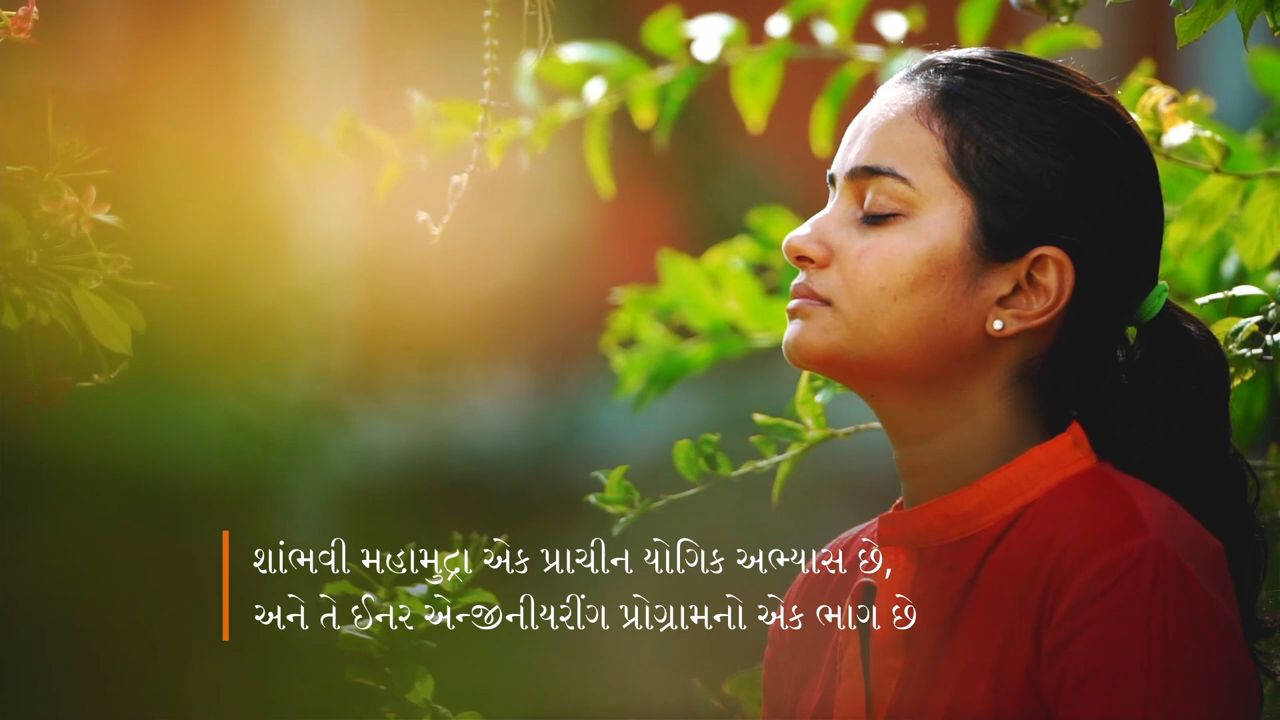 શાંભવી મહામુટ્રા એક પ્રાચીન યોગિક અભ્યાસ છે,
અને તે ઈનર એન્જીનીયરીંગ પ્રોગ્રામનો એક ભાગ છે